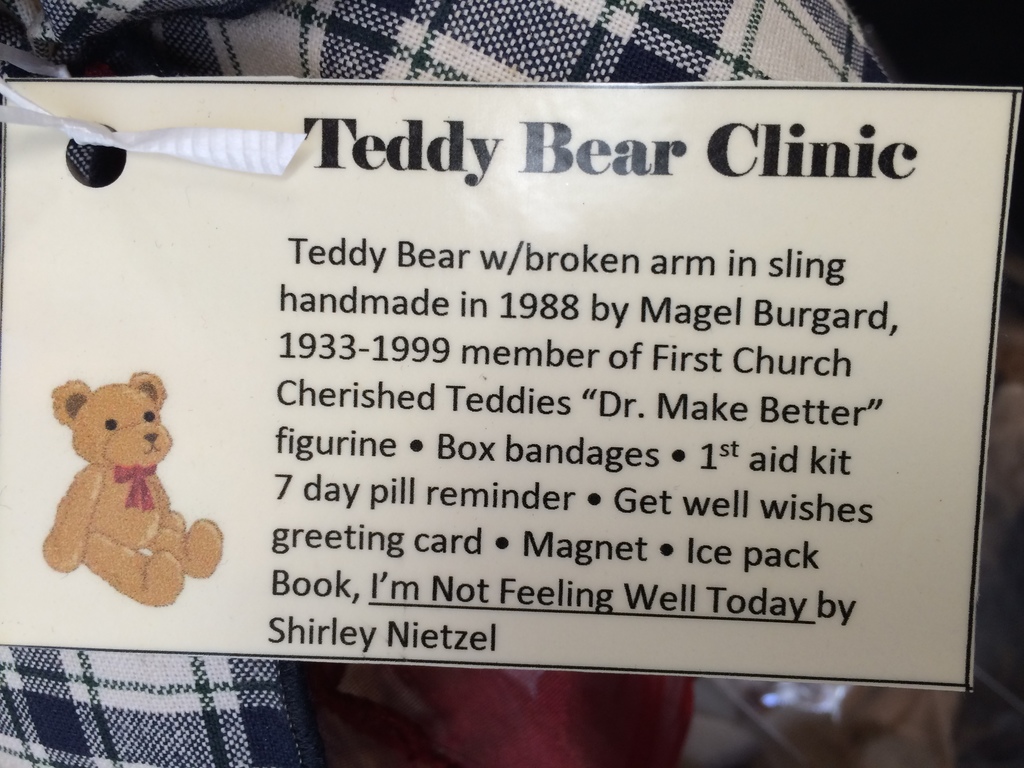 Teddy Bear Clinic
Teddy Bear w/broken arm in sling
handmade in 1988 by Magel Burgard,
1933-1999 member of First Church
Cherished Teddies “Dr. Make Better”
figurine • Box bandages • 1st aid kit
7 day pill reminder • Get well wishes
greeting card • Magnet • Ice pack
Book, I’m Not Feeling Well Today by
Shirley Nietzel